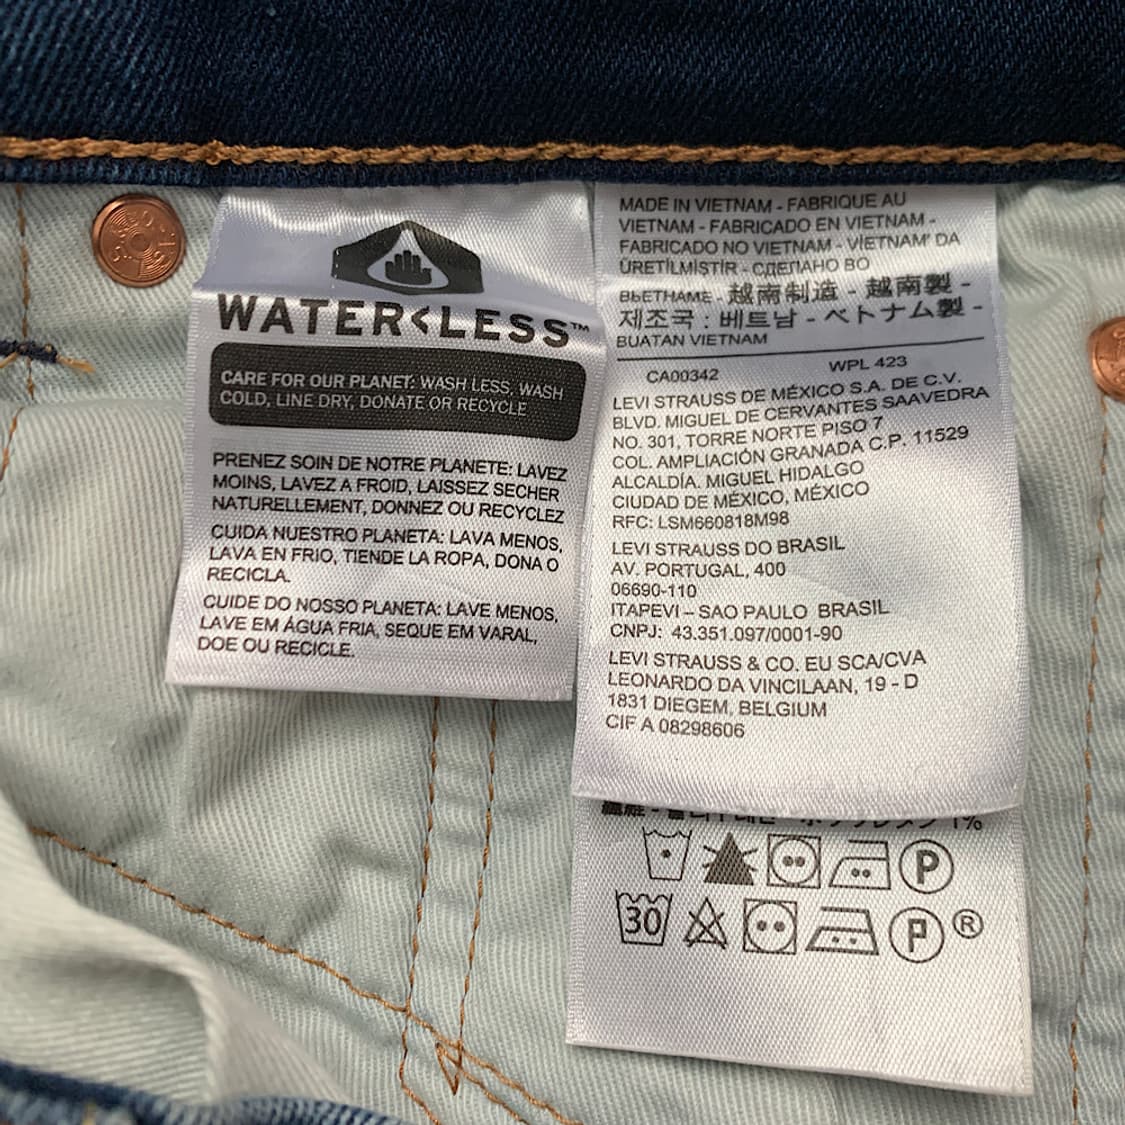 WATER<LESS™
CARE FOR OUR PLANET: WASH LESS, WASH
COLD, LINE DRY, DONATE OR RECYCLE
PRENEZ SOIN DE NOTRE PLANETE: LAVEZ
MOINS, LAVEZ A FROID, LAISSEZ SECHER
NATURELLEMENT, DONNEZ OU RECYCLEZ
CUIDA NUESTRO PLANETA: LAVA MENOS,
LAVA EN FRIO, TIENDE LA ROPA, DONA O
RECICLA.
CUIDE DO NOSSO PLANETA: LAVE MENOS,
LAVE EM ÁGUA FRIA, SEQUE EM VARAL,
DOE OU RECICLE.
MADE IN VIETNAM - FABRIQUE AU
VIETNAM - FABRICADO EN VIETNAM -
FABRICADO NO VIETNAM - VİETNAM' DA
ÜRETİLMİSTİR - СДЕЛАНО ВО
ВЬЕТНАМЕ - 越南制造 - 越南製 -
제조국 : 베트남 - ベトナム製 -
BUATAN VIETNAM
CA00342 WPL 423
LEVI STRAUSS DE MÉXICO S.A. DE C.V.
BLVD. MIGUEL DE CERVANTES SAAVEDRA
NO. 301, TORRE NORTE PISO 7
COL. AMPLIACIÓN GRANADA C.P. 11529
ALCALDÍA. MIGUEL HIDALGO
CIUDAD DE MÉXICO, MÉXICO
RFC: LSM660818M98
LEVI STRAUSS DO BRASIL
AV. PORTUGAL, 400
06690-110
ITAPEVI – SAO PAULO BRASIL
CNPJ: 43.351.097/0001-90
LEVI STRAUSS & CO. EU SCA/CVA
LEONARDO DA VINCILAAN, 19 - D
1831 DIEGEM, BELGIUM
CIF A 08298606
1%
P
30 P ®